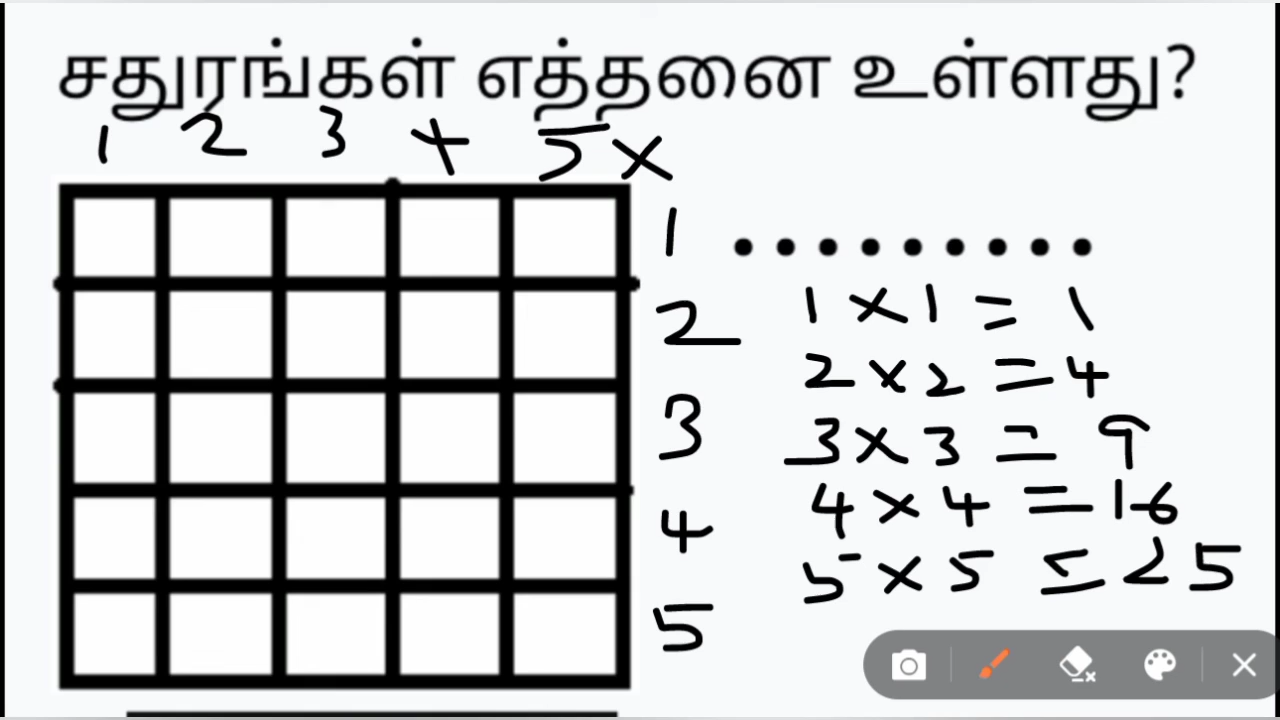 சதுரங்கள் எத்தனை உள்ளது?
1 2 3 4 5 x
1
2
3
4
5
.........
1 x 1 = 1
2 x 2 = 4
3 x 3 = 9
4 x 4 = 16
5 x 5 = 25